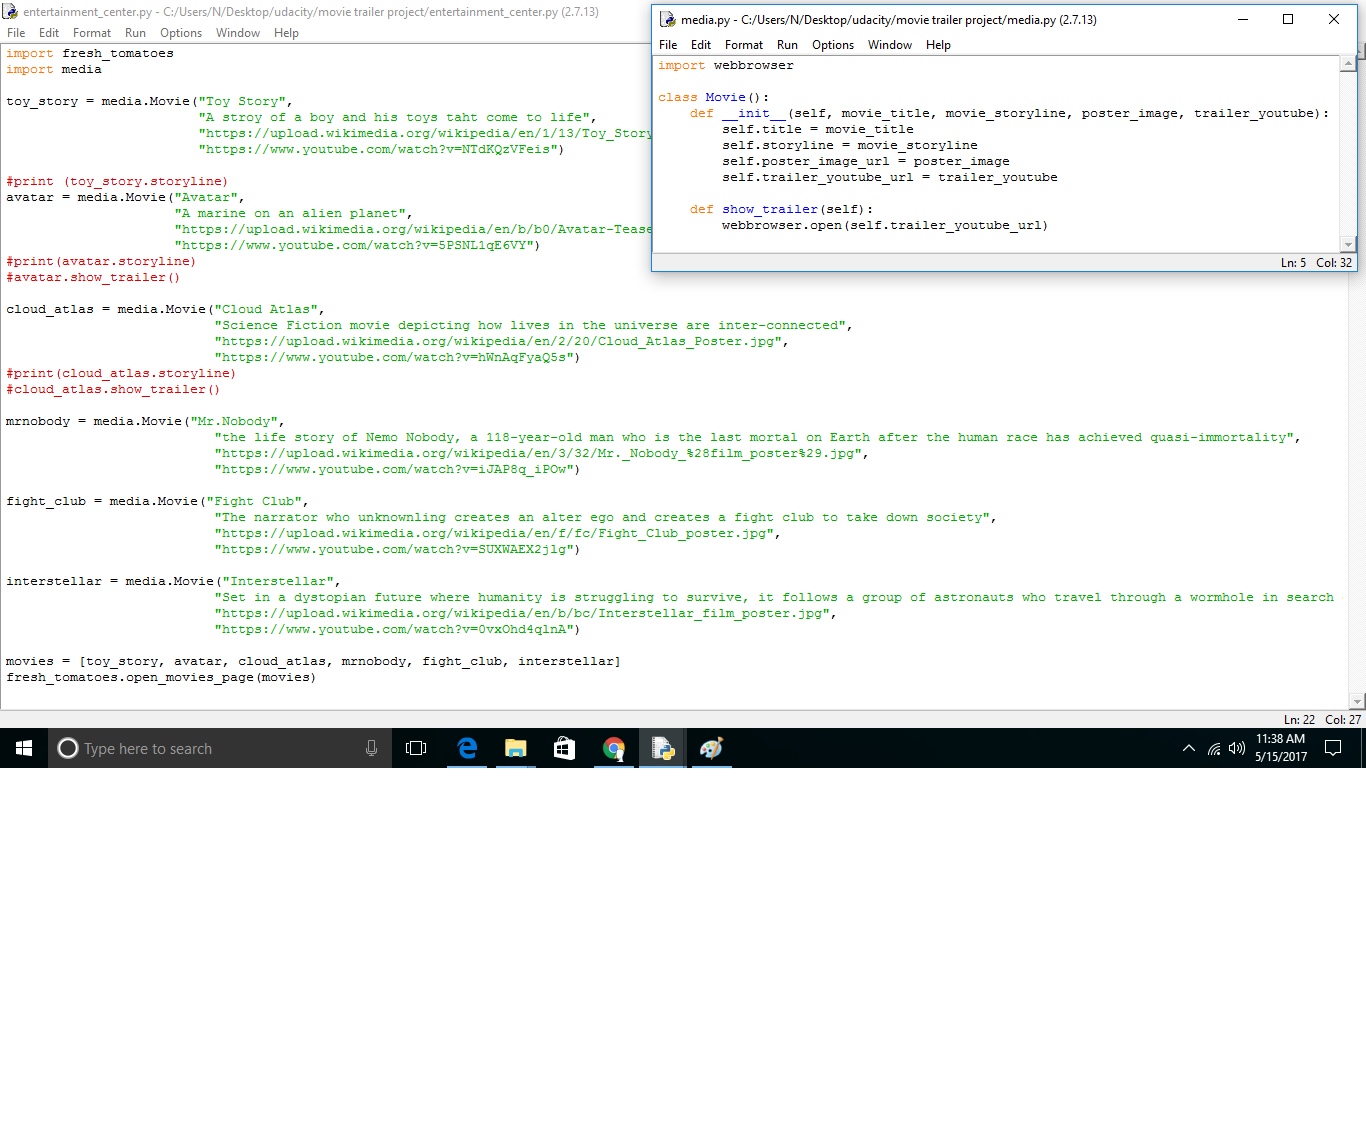 entertainment_center.py - C:/Users/N/Desktop/udacity/movie trailer project/entertainment_center.py (2.7.13)
File Edit Format Run Options Window Help
import fresh_tomatoes
import media
toy_story = media.Movie("Toy Story",
"A stroy of a boy and his toys taht come to life",
"https://upload.wikimedia.org/wikipedia/en/1/13/Toy_Story
"https://www.youtube.com/watch?v=NTdKQzVFeis")
#print (toy_story.storyline)
avatar = media.Movie("Avatar",
"A marine on an alien planet",
"https://upload.wikimedia.org/wikipedia/en/b/b0/Avatar-Tease
"https://www.youtube.com/watch?v=5PSNL1qE6VY")
#print(avatar.storyline)
#avatar.show_trailer()
cloud_atlas = media.Movie("Cloud Atlas",
"Science Fiction movie depicting how lives in the universe are inter-connected",
"https://upload.wikimedia.org/wikipedia/en/2/20/Cloud_Atlas_Poster.jpg",
"https://www.youtube.com/watch?v=hWnAqFyaQ5s")
#print(cloud_atlas.storyline)
#cloud_atlas.show_trailer()
mrnobody = media.Movie("Mr.Nobody",
"the life story of Nemo Nobody, a 118-year-old man who is the last mortal on Earth after the human race has achieved quasi-immortality",
"https://upload.wikimedia.org/wikipedia/en/3/32/Mr._Nobody_%28film_poster%29.jpg",
"https://www.youtube.com/watch?v=iJAP8q_iPOw")
fight_club = media.Movie("Fight Club",
"The narrator who unknownling creates an alter ego and creates a fight club to take down society",
"https://upload.wikimedia.org/wikipedia/en/f/fc/Fight_Club_poster.jpg",
"https://www.youtube.com/watch?v=SUXWAEX2jlg")
interstellar = media.Movie("Interstellar",
"Set in a dystopian future where humanity is struggling to survive, it follows a group of astronauts who travel through a wormhole in search
"https://upload.wikimedia.org/wikipedia/en/b/bc/Interstellar_film_poster.jpg",
"https://www.youtube.com/watch?v=0vxOhd4qlnA")
movies = [toy_story, avatar, cloud_atlas, mrnobody, fight_club, interstellar]
fresh_tomatoes.open_movies_page(movies)
Ln: 22 Col: 27
media.py - C:/Users/N/Desktop/udacity/movie trailer project/media.py (2.7.13)
File Edit Format Run Options Window Help
import webbrowser
class Movie():
def __init__(self, movie_title, movie_storyline, poster_image, trailer_youtube):
self.title = movie_title
self.storyline = movie_storyline
self.poster_image_url = poster_image
self.trailer_youtube_url = trailer_youtube
def show_trailer(self):
webbrowser.open(self.trailer_youtube_url)
Ln: 5 Col: 32
Type here to search
11:38 AM
5/15/2017